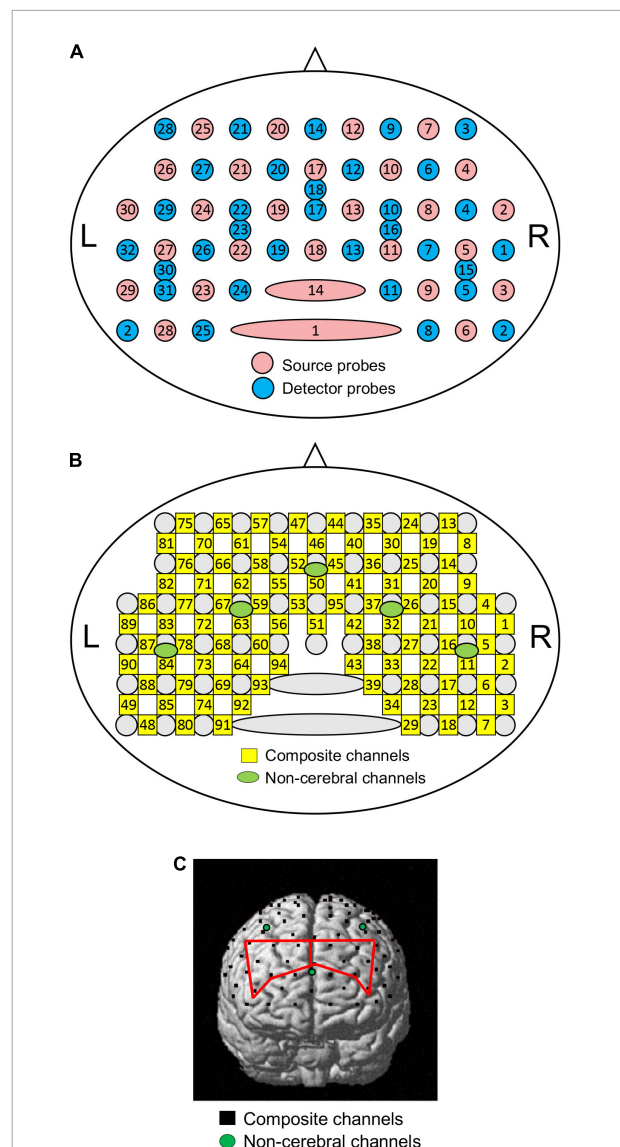 A
28 25 21 20 14 12 9 7 3
26 27 21 20 17 12 10 6 4
18
30 29 24 22 19 17 13 10 8 4 2
23 16
L R
32 27 26 22 19 18 13 11 7 5 1
30 15
29 31 23 24 14 11 9 5 3
2 28 25 1 8 6 2
Source probes
Detector probes
B
75 65 57 47 44 35 24 13
81 70 61 54 46 40 30 19 8
76 66 58 52 45 36 25 14
82 71 62 55 50 41 31 20 9
86 77 67 59 53 95 37 26 15 4
89 83 72 63 56 51 42 32 21 10 1
L R
87 78 68 60 38 27 16 5
90 84 73 64 94 43 33 22 11 2
88 79 69 93 39 28 17 6
49 85 74 92 34 23 12 3
48 80 91 29 18 7
Composite channels
Non-cerebral channels
C
Composite channels
Non-cerebral channels